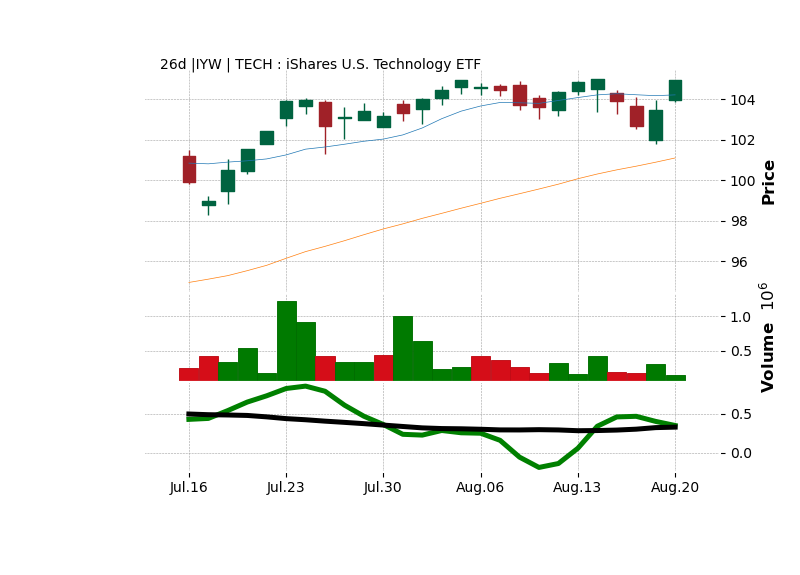 26d |IYW | TECH : iShares U.S. Technology ETF
104
102
100
98
96
Price
1.0
0.5
Volume 10^6
0.5
0.0
Jul.16 Jul.23 Jul.30 Aug.06 Aug.13 Aug.20